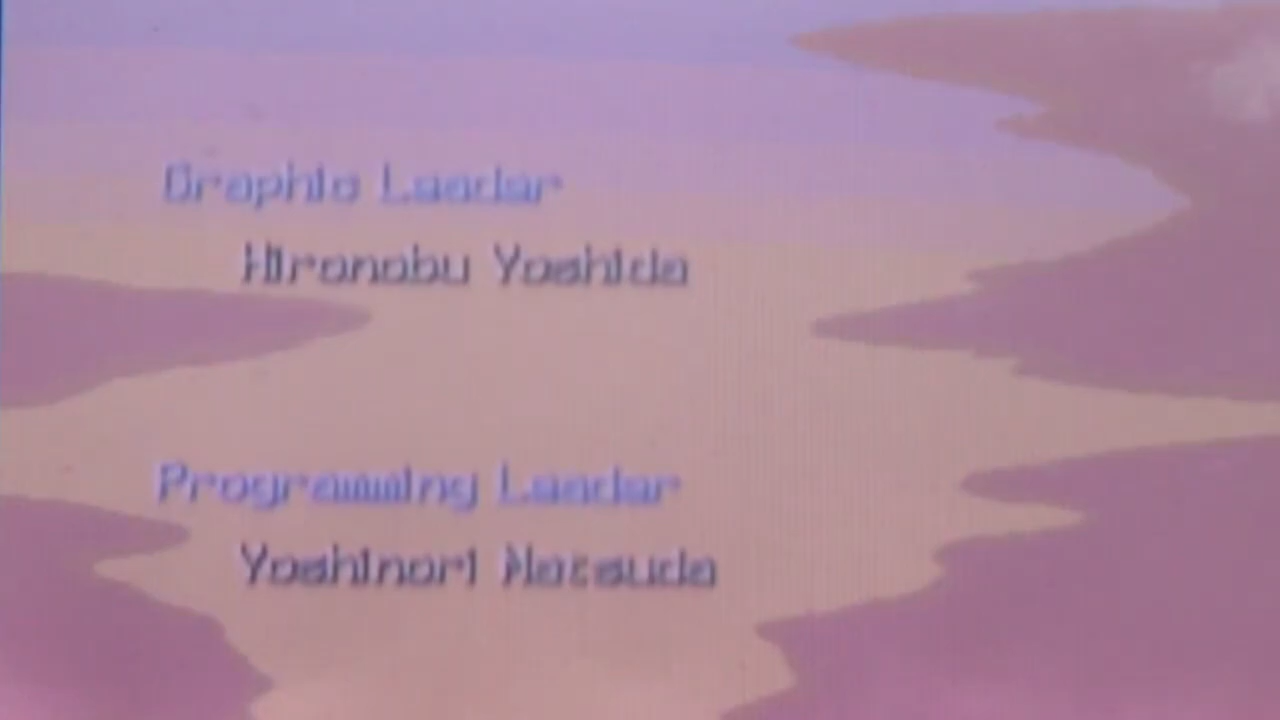 Graphic Leader
Hironobu Yoshida
Programming Leader
Yoshinori Matsuda